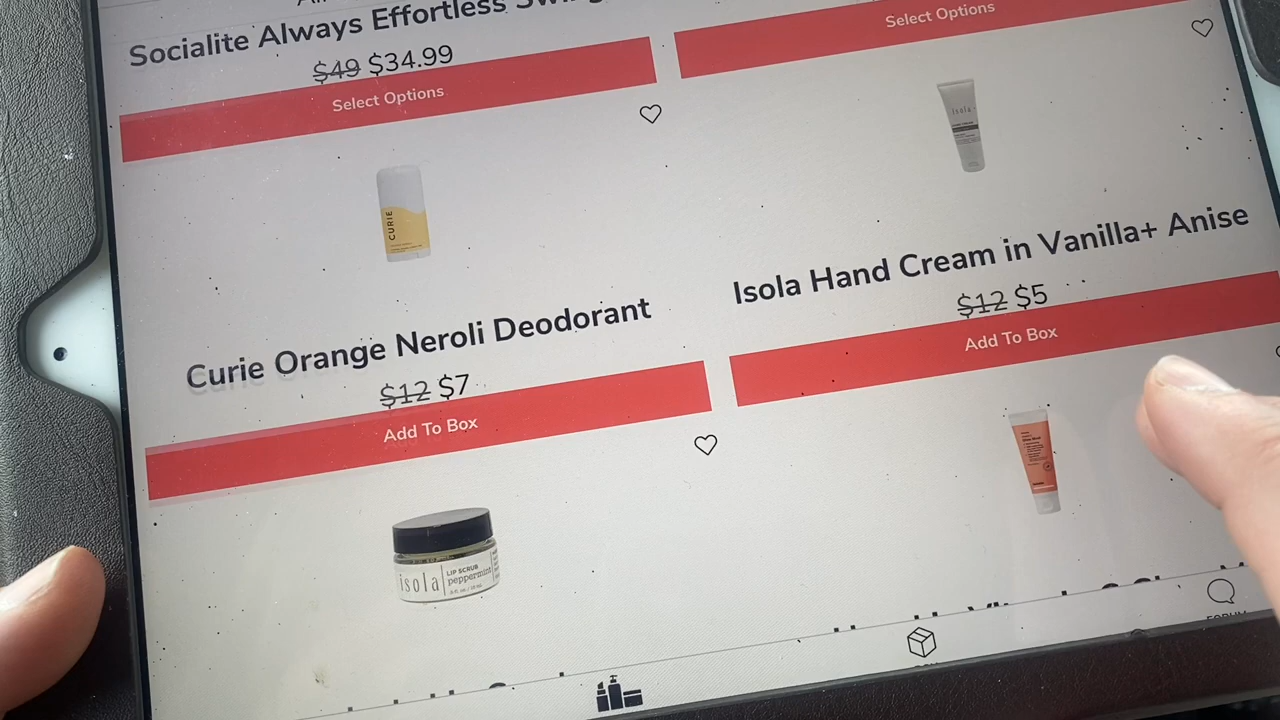 Socialite Always Effortless
$49 $34.99
Select Options
Select Options
CURIE
isola
Curie Orange Neroli Deodorant
$12 $7
Add To Box
Isola Hand Cream in Vanilla+ Anise
$12 $5
Add To Box
isola
LIP SCRUB
peppermint
FORUM